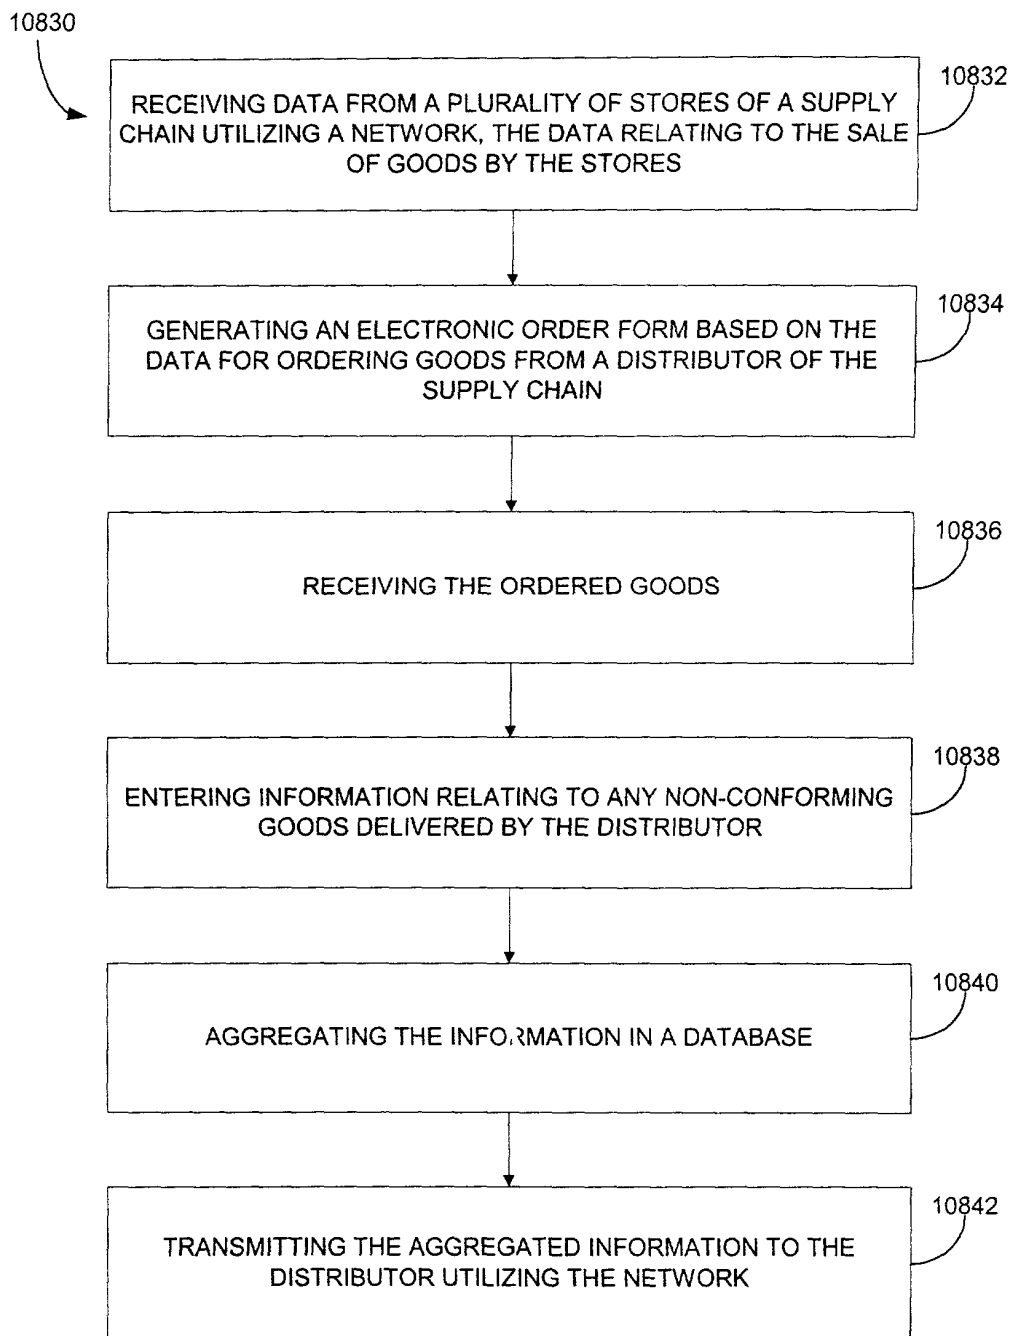 10830
10832
RECEIVING DATA FROM A PLURALITY OF STORES OF A SUPPLY
CHAIN UTILIZING A NETWORK, THE DATA RELATING TO THE SALE
OF GOODS BY THE STORES
10834
GENERATING AN ELECTRONIC ORDER FORM BASED ON THE
DATA FOR ORDERING GOODS FROM A DISTRIBUTOR OF THE
SUPPLY CHAIN
10836
RECEIVING THE ORDERED GOODS
10838
ENTERING INFORMATION RELATING TO ANY NON-CONFORMING
GOODS DELIVERED BY THE DISTRIBUTOR
10840
AGGREGATING THE INFORMATION IN A DATABASE
10842
TRANSMITTING THE AGGREGATED INFORMATION TO THE
DISTRIBUTOR UTILIZING THE NETWORK